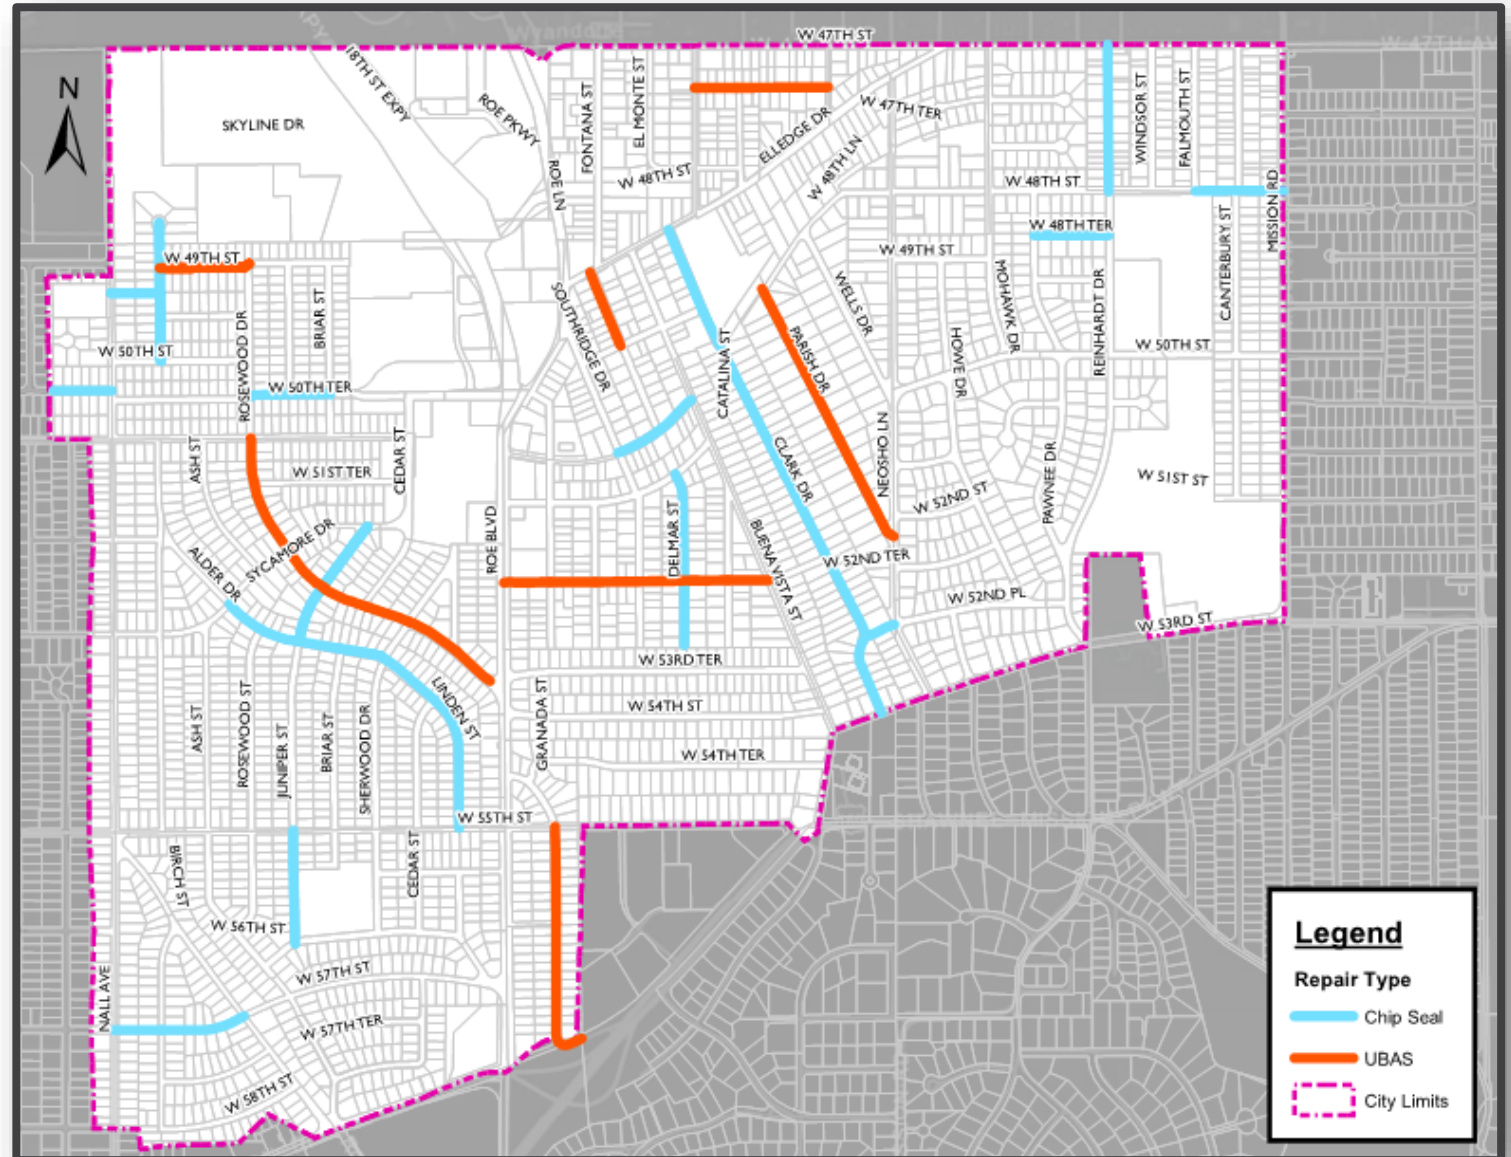 Wyandotte
W 47TH ST
W 47TH AV
N
18TH ST EXPY
ROE PKWY
SKYLINE DR
FONTANA ST
EL MONTE ST
ROE LN
W 48TH ST
ELLEDGE DR
W 47TH TER
W 48TH LN
WINDSOR ST
FALMOUTH ST
W 48TH ST
MISSION RD
W 48TH TER
CANTERBURY ST
W 49TH ST
W 49TH ST
ROSEWOOD DR
BRIAR ST
SOUTHRIDGE DR
CATALINA ST
PARISH DR
WELLS DR
HOWE DR
MOHAWK DR
REINHARDT DR
W 50TH ST
W 50TH ST
W 50TH TER
ASH ST
W 51ST TER
CEDAR ST
CLARK DR
NEOSHO LN
W 52ND ST
PAWNEE DR
W 51ST ST
ALDER DR
SYCAMORE DR
ROE BLVD
DELMAR ST
BUENA VISTA ST
W 52ND TER
W 52ND PL
W 53RD ST
W 53RD TER
LINDEN ST
GRANADA ST
W 54TH ST
W 54TH TER
ASH ST
ROSEWOOD ST
JUNIPER ST
BRIAR ST
SHERWOOD DR
W 55TH ST
BIRCH ST
CEDAR ST
W 56TH ST
W 57TH ST
NALL AVE
W 57TH TER
W 58TH ST
Legend
Repair Type
Chip Seal
UBAS
City Limits